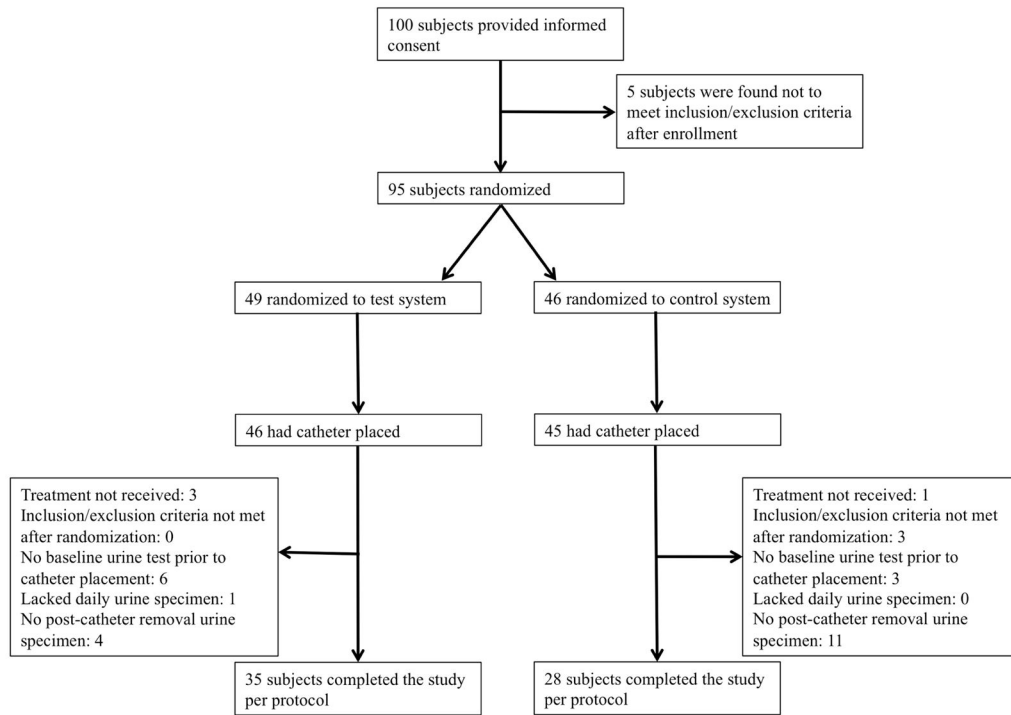 100 subjects provided informed
consent
5 subjects were found not to
meet inclusion/exclusion criteria
after enrollment
95 subjects randomized
49 randomized to test system
46 randomized to control system
46 had catheter placed
45 had catheter placed
Treatment not received: 3
Inclusion/exclusion criteria not met
after randomization: 0
No baseline urine test prior to
catheter placement: 6
Lacked daily urine specimen: 1
No post-catheter removal urine
specimen: 4
Treatment not received: 1
Inclusion/exclusion criteria not met
after randomization: 3
No baseline urine test prior to
catheter placement: 3
Lacked daily urine specimen: 0
No post-catheter removal urine
specimen: 11
35 subjects completed the study
per protocol
28 subjects completed the study
per protocol